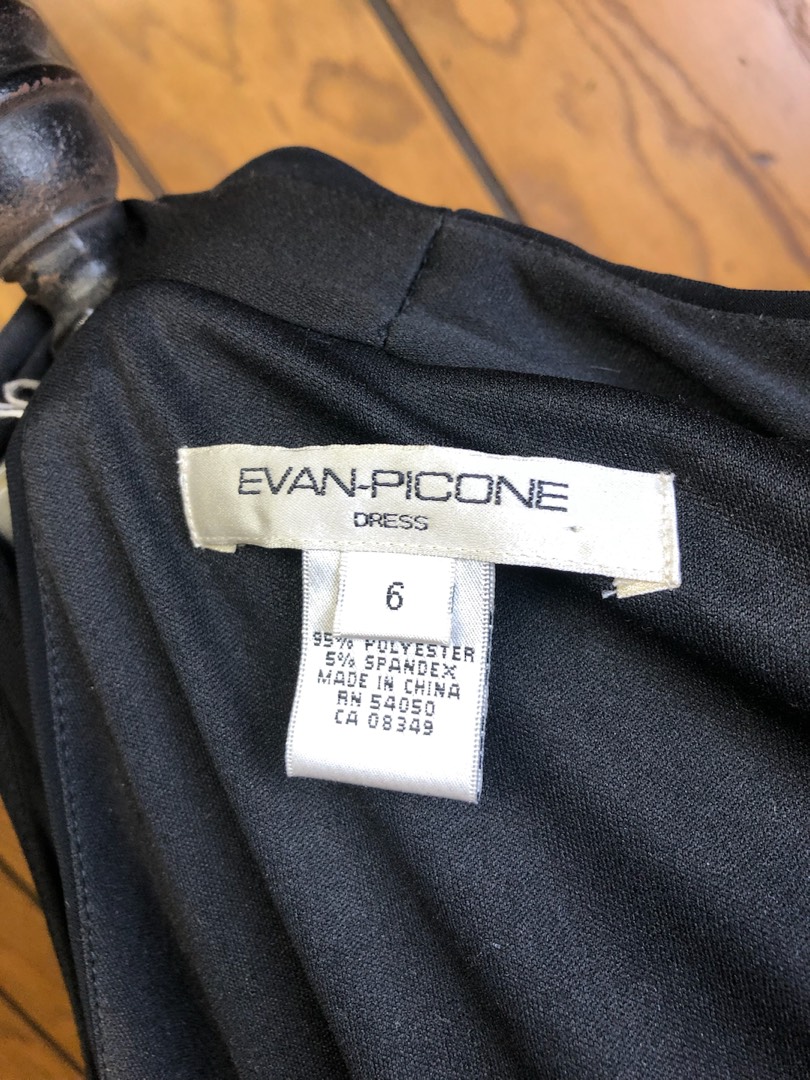 EVAN-PICONE
DRESS
6
95% POLYESTER
5% SPANDEX
MADE IN CHINA
RN 54050
CA 08349